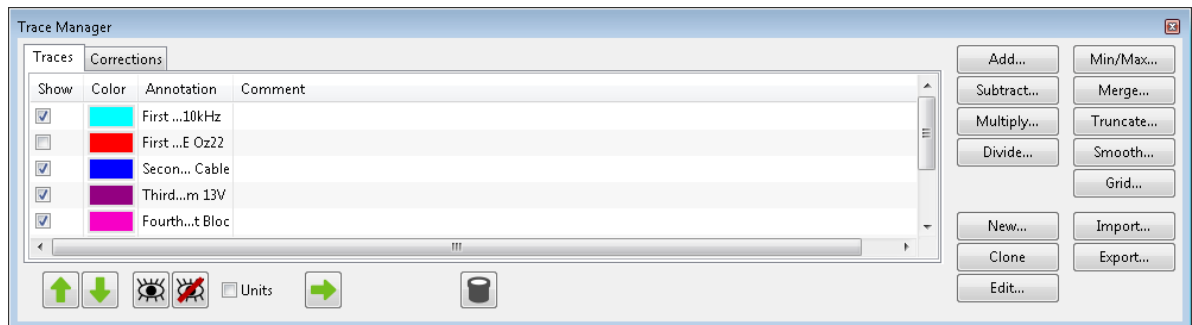 Trace Manager
Traces Corrections
Show Color Annotation Comment
First ...10kHz
First ...E Oz22
Secon... Cable
Third...m 13V
Fourth...t Bloc
Units
Add... Min/Max...
Subtract... Merge...
Multiply... Truncate...
Divide... Smooth...
Grid...
New... Import...
Clone Export...
Edit...